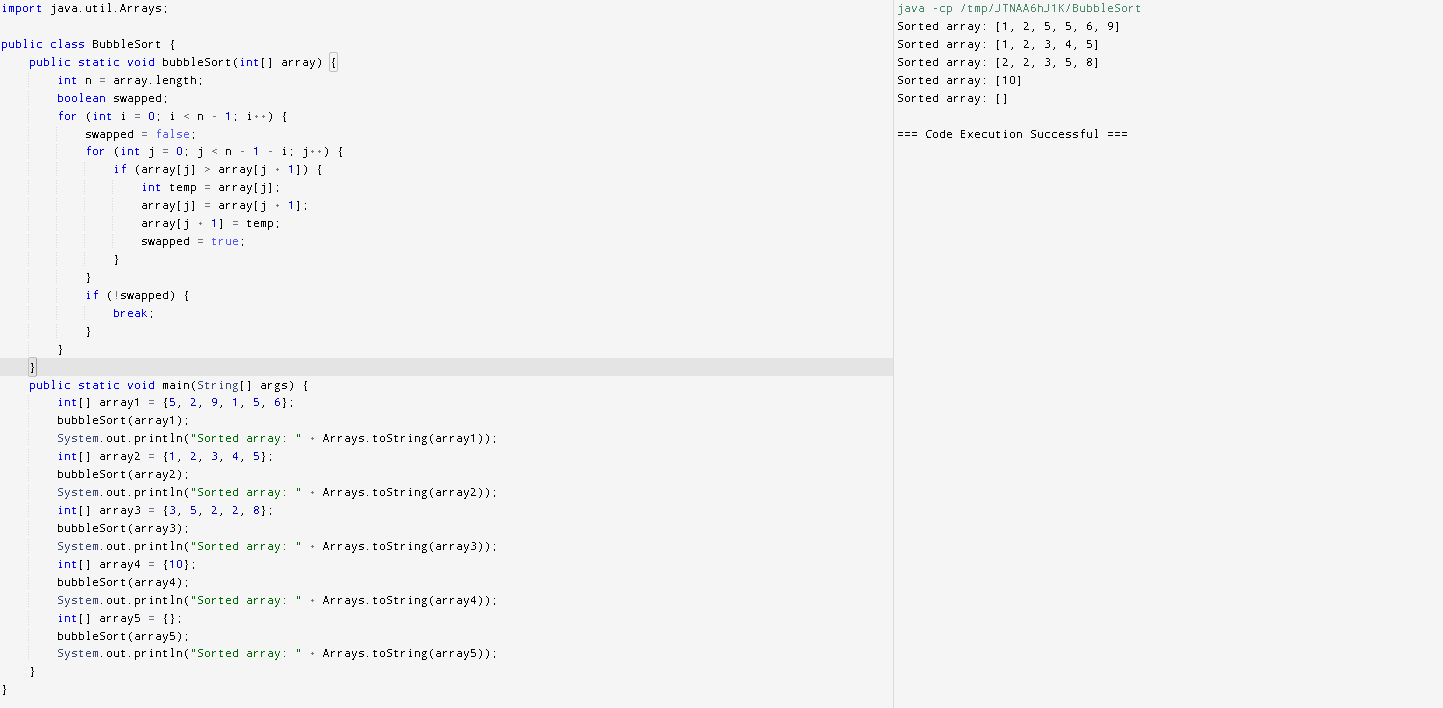 import java.util.Arrays;

public class BubbleSort {
    public static void bubbleSort(int[] array) {
        int n = array.length;
        boolean swapped;
        for (int i = 0; i < n - 1; i++) {
            swapped = false;
            for (int j = 0; j < n - 1 - i; j++) {
                if (array[j] > array[j + 1]) {
                    int temp = array[j];
                    array[j] = array[j + 1];
                    array[j + 1] = temp;
                    swapped = true;
                }
            }
            if (!swapped) {
                break;
            }
        }
    }
    public static void main(String[] args) {
        int[] array1 = {5, 2, 9, 1, 5, 6};
        bubbleSort(array1);
        System.out.println("Sorted array: " + Arrays.toString(array1));
        int[] array2 = {1, 2, 3, 4, 5};
        bubbleSort(array2);
        System.out.println("Sorted array: " + Arrays.toString(array2));
        int[] array3 = {3, 5, 2, 2, 8};
        bubbleSort(array3);
        System.out.println("Sorted array: " + Arrays.toString(array3));
        int[] array4 = {10};
        bubbleSort(array4);
        System.out.println("Sorted array: " + Arrays.toString(array4));
        int[] array5 = {};
        bubbleSort(array5);
        System.out.println("Sorted array: " + Arrays.toString(array5));
    }
}
java -cp /tmp/JTNAA6hJ1K/BubbleSort
Sorted array: [1, 2, 5, 5, 6, 9]
Sorted array: [1, 2, 3, 4, 5]
Sorted array: [2, 2, 3, 5, 8]
Sorted array: [10]
Sorted array: []

=== Code Execution Successful ===